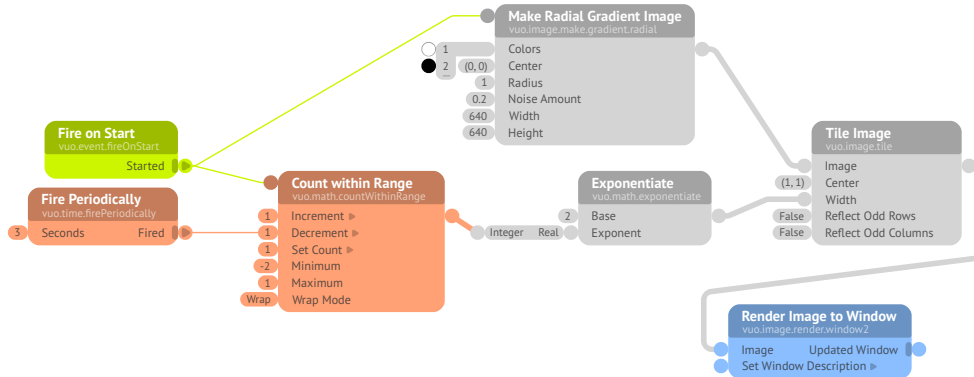 Make Radial Gradient Image
vuo.image.make.gradient.radial
1 Colors
2 (0, 0) Center
1 Radius
0.2 Noise Amount
640 Width
640 Height
Fire on Start
vuo.event.fireOnStart
Started
Fire Periodically
vuo.time.firePeriodically
3 Seconds Fired
Count within Range
vuo.math.countWithinRange
1 Increment
1 Decrement
1 Set Count
-2 Minimum
1 Maximum
Wrap Wrap Mode
Integer Real
Exponentiate
vuo.math.exponentiate
2 Base
Exponent
Tile Image
vuo.image.tile
Image
(1, 1) Center
Width
False Reflect Odd Rows
False Reflect Odd Columns
Render Image to Window
vuo.image.render.window2
Image Updated Window
Set Window Description